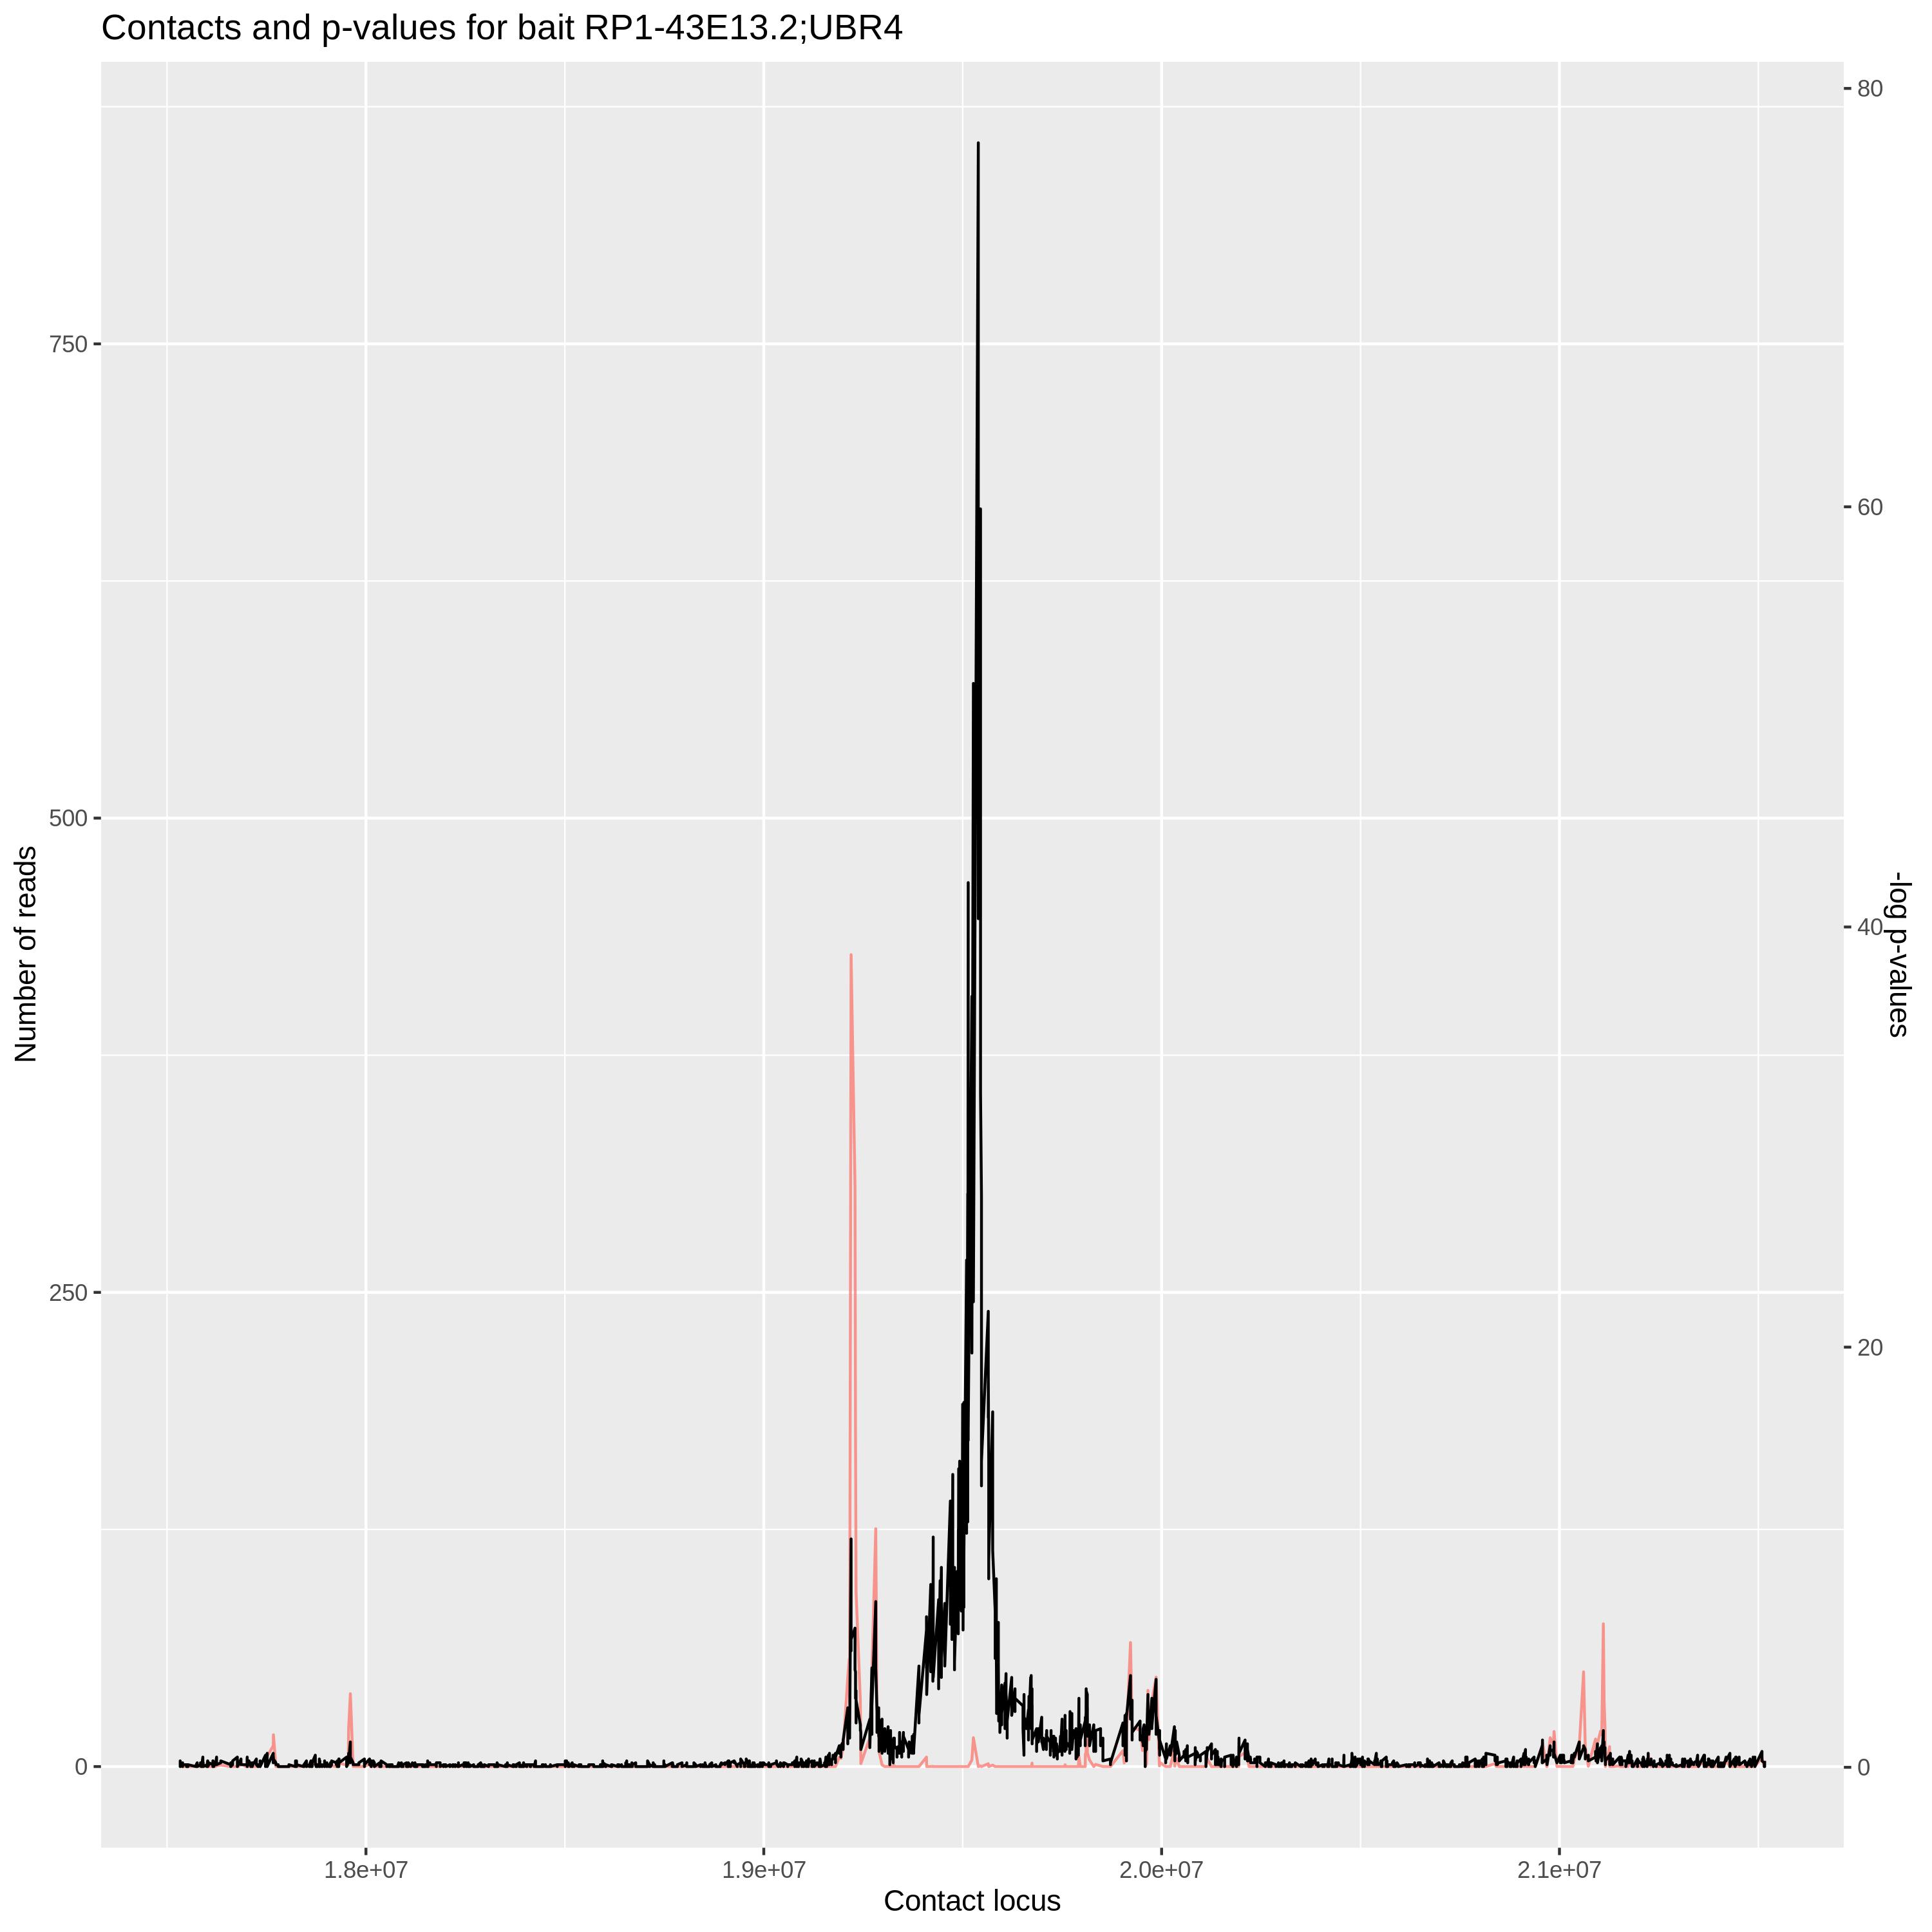 Contacts and p-values for bait RP1-43E13.2;UBR4
Number of reads
750
500
250
0
80
60
40
20
0
-log p-values
1.8e+07
1.9e+07
2.0e+07
2.1e+07
Contact locus